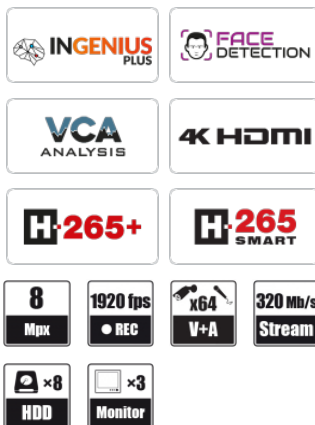 INGENIUS
PLUS
FACE
DETECTION
VCA
ANALYSIS
4K HDMI
H.265+
H.265
SMART
8
Mpx
1920 fps
REC
x64
V+A
320 Mb/s
Stream
×8
HDD
×3
Monitor